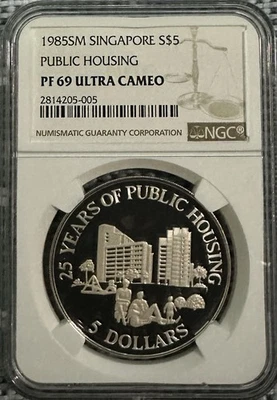 1985SM SINGAPORE S$5
PUBLIC HOUSING
PF 69 ULTRA CAMEO
2814205-005
NUMISMATIC GUARANTY CORPORATION
NGC
25 YEARS OF PUBLIC HOUSING
5 DOLLARS